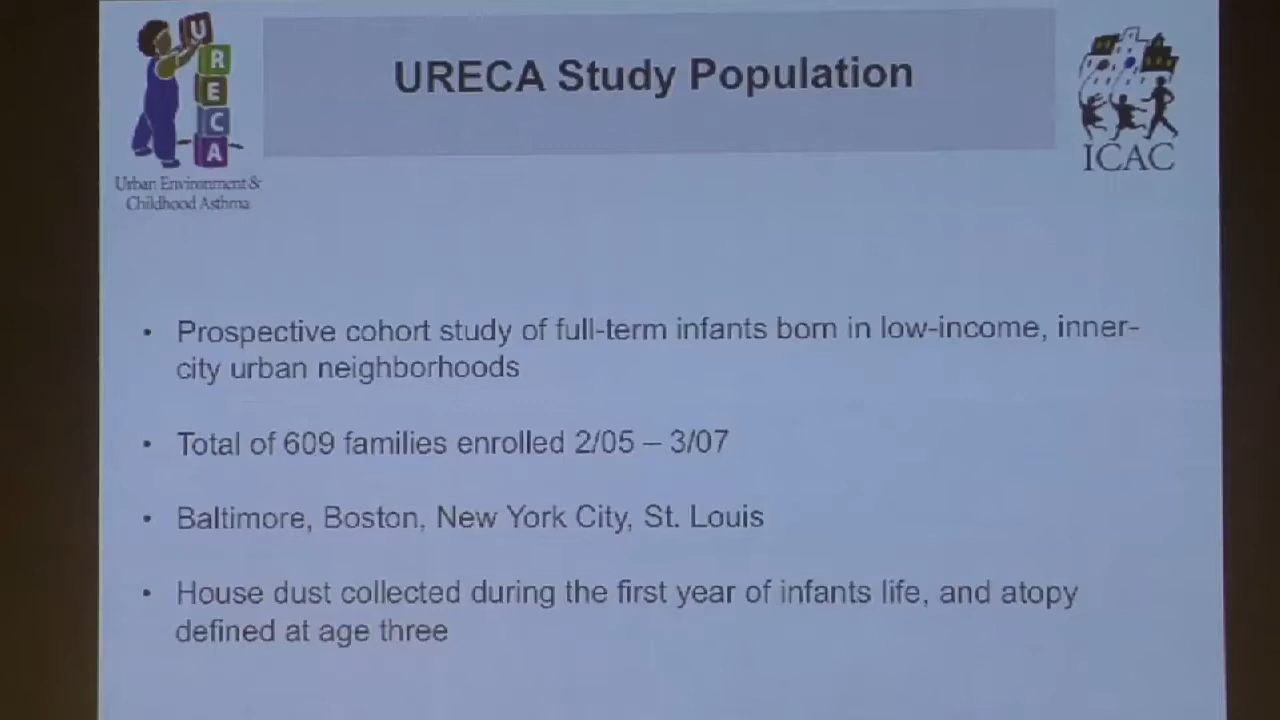 URECA Study Population
U
R
E
C
A
Urban Environment &
Childhood Asthma
ICAC
• Prospective cohort study of full-term infants born in low-income, inner-
city urban neighborhoods
• Total of 609 families enrolled 2/05 – 3/07
• Baltimore, Boston, New York City, St. Louis
• House dust collected during the first year of infants life, and atopy
defined at age three